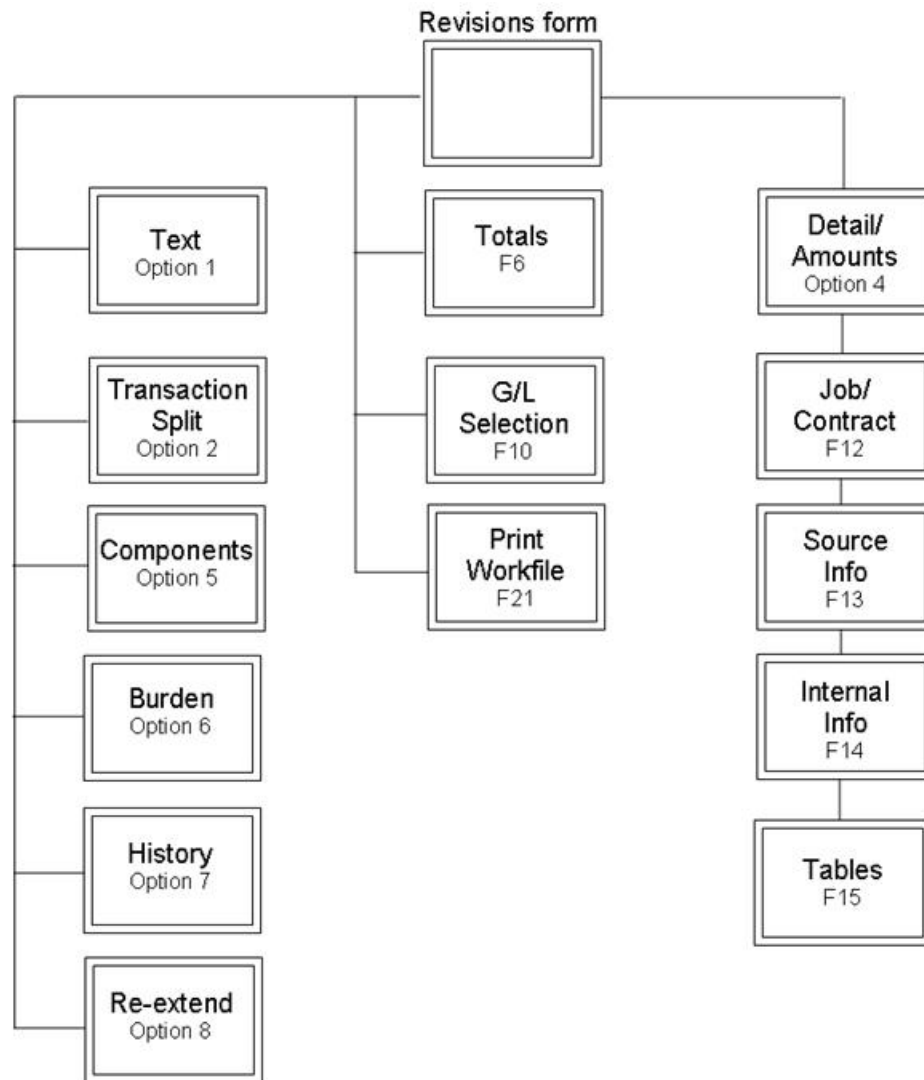 Revisions form
Text
Option 1
Transaction
Split
Option 2
Components
Option 5
Burden
Option 6
History
Option 7
Re-extend
Option 8
Totals
F6
G/L
Selection
F10
Print
Workfile
F21
Detail/
Amounts
Option 4
Job/
Contract
F12
Source
Info
F13
Internal
Info
F14
Tables
F15